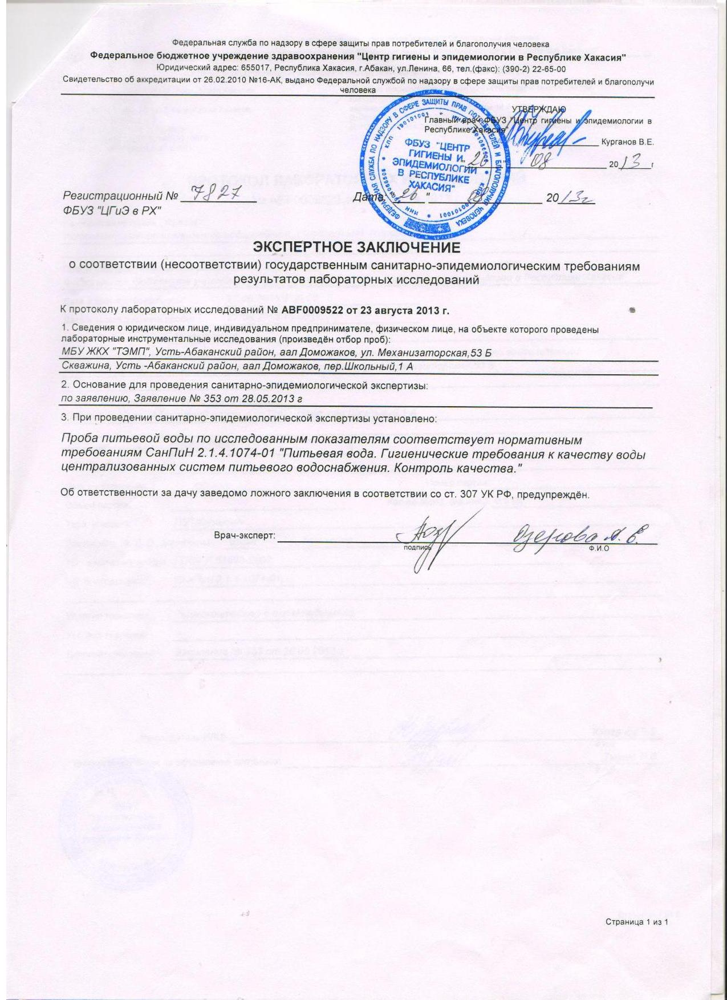 Федеральная служба по надзору в сфере защиты прав потребителей и благополучия человека
Федеральное бюджетное учреждение здравоохранения "Центр гигиены и эпидемиологии в Республике Хакасия"
Юридический адрес: 655017, Республика Хакасия, г.Абакан, ул.Ленина, 66, тел.(факс): (390-2) 22-65-00
Свидетельство об аккредитации от 26.02.2010 №16-АК, выдано Федеральной службой по надзору в сфере защиты прав потребителей и благополучи
человека
УТВЕРЖДАЮ
Главный врач ФБУЗ "Центр гигиены и эпидемиологии в
Республике Хакасия"
Курганов В.Е.
26 08 2013 г
ФЕДЕРАЛЬНАЯ СЛУЖБА ПО НАДЗОРУ В СФЕРЕ ЗАЩИТЫ ПРАВ ПОТРЕБИТЕЛЕЙ И БЛАГОПОЛУЧИЯ ЧЕЛОВЕКА
ФБУЗ "ЦЕНТР
ГИГИЕНЫ И
ЭПИДЕМИОЛОГИИ
В РЕСПУБЛИКЕ
ХАКАСИЯ"
Регистрационный № 7827
Дата: "26" 08 2013г
ФБУЗ "ЦГиЭ в РХ"
ЭКСПЕРТНОЕ ЗАКЛЮЧЕНИЕ
о соответствии (несоответствии) государственным санитарно-эпидемиологическим требованиям
результатов лабораторных исследований
К протоколу лабораторных исследований № ABF0009522 от 23 августа 2013 г.
1. Сведения о юридическом лице, индивидуальном предпринимателе, физическом лице, на объекте которого проведены
лабораторные инструментальные исследования (произведён отбор проб):
МБУ ЖКХ "ТЭМП", Усть-Абаканский район, аал Доможаков, ул. Механизаторская,53 Б
Скважина, Усть -Абаканский район, аал Доможаков, пер.Школьный,1 А
2. Основание для проведения санитарно-эпидемиологической экспертизы:
по заявлению, Заявление № 353 от 28.05.2013 г
3. При проведении санитарно-эпидемиологической экспертизы установлено:
Проба питьевой воды по исследованным показателям соответствует нормативным
требованиям СанПиН 2.1.4.1074-01 "Питьевая вода. Гигиенические требования к качеству воды
централизованных систем питьевого водоснабжения. Контроль качества."
Об ответственности за дачу заведомо ложного заключения в соответствии со ст. 307 УК РФ, предупреждён.
Врач-эксперт: Озерова А. В.
подпись Ф.И.О
Страница 1 из 1